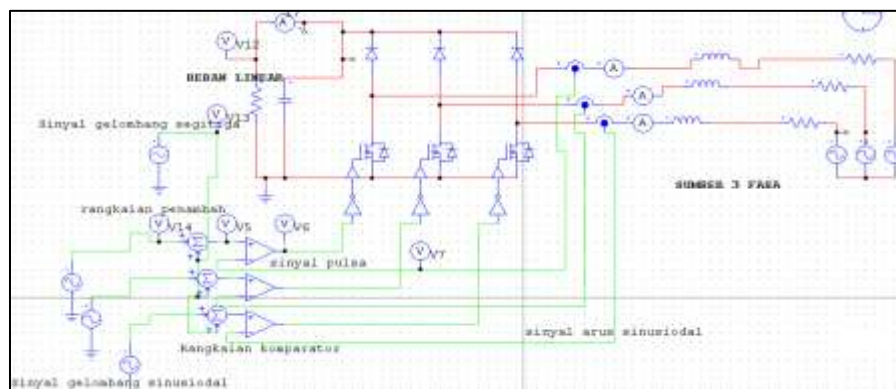 V12
BEBAN LINEAR
V13
Sinyal gelombang segitiga
SUMBER 3 FASA
rangkaian penambah
V14
V5
V6
V7
sinyal pulsa
sinyal arus sinusiodal
Rangkaian komparator
sinyal gelombang sinusiodal